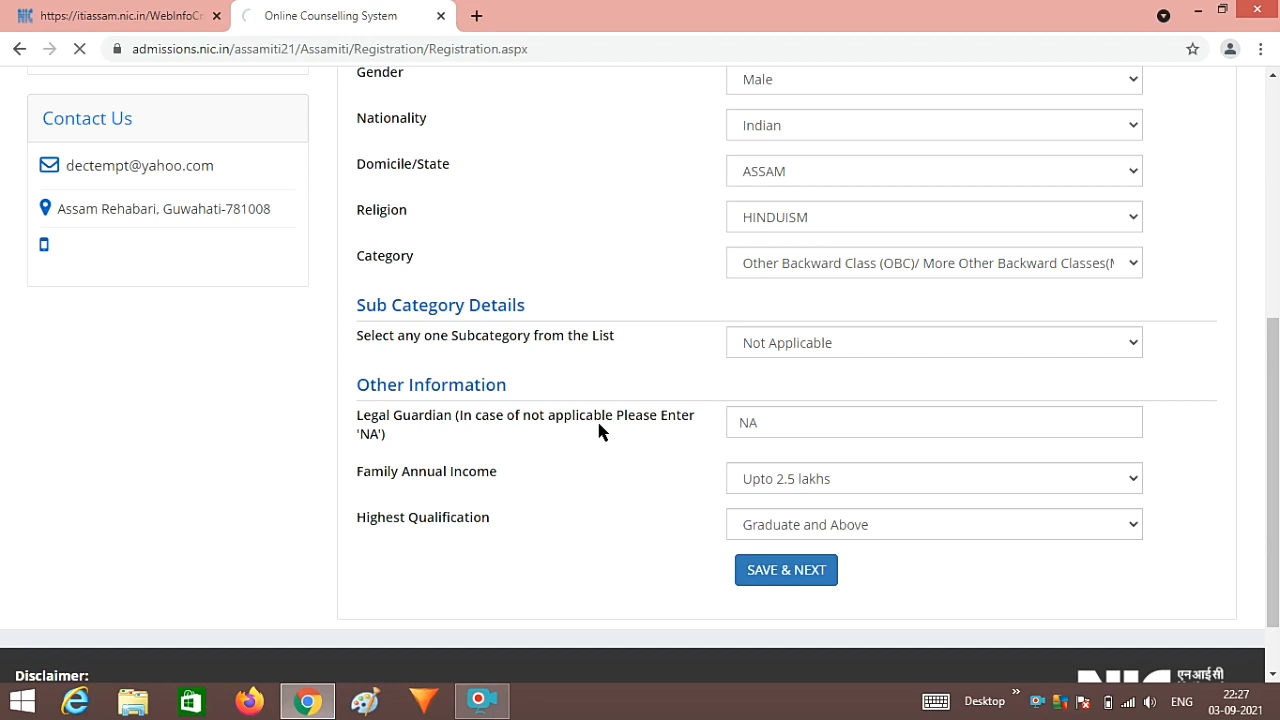 https://itiassam.nic.in/WebInfoCr
Online Counselling System
admissions.nic.in/assamiti21/Assamiti/Registration/Registration.aspx
Gender
Male
Contact Us
Nationality
Indian
dectempt@yahoo.com
Domicile/State
ASSAM
Assam Rehabari, Guwahati-781008
Religion
HINDUISM
Category
Other Backward Class (OBC)/ More Other Backward Classes(M
Sub Category Details
Select any one Subcategory from the List
Not Applicable
Other Information
Legal Guardian (In case of not applicable Please Enter
'NA')
NA
Family Annual Income
Upto 2.5 lakhs
Highest Qualification
Graduate and Above
SAVE & NEXT
Disclaimer:
NIC
एन आई सी
Desktop
ENG
22:27
03-09-2021